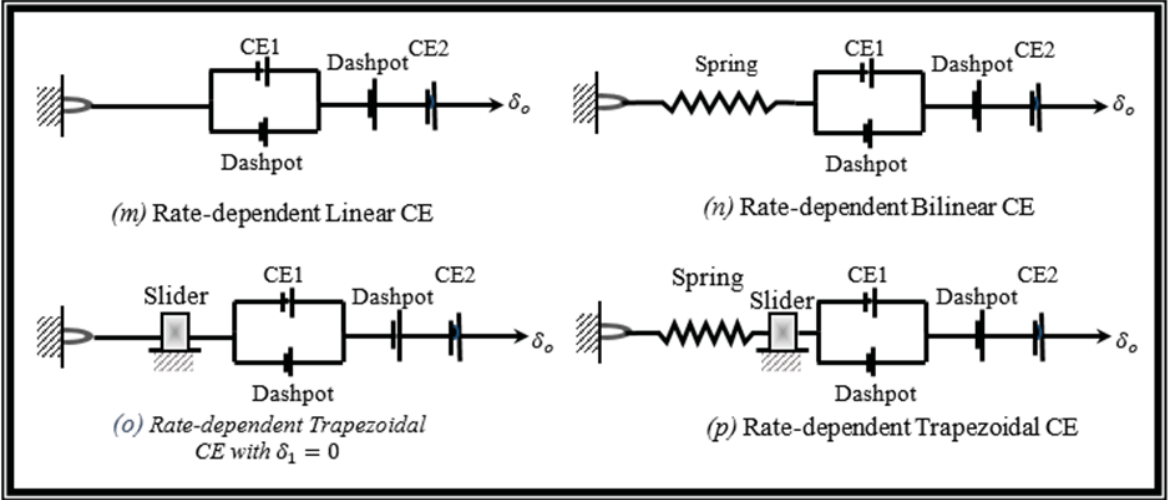 CE1
Dashpot CE2
δₒ
Dashpot
(m) Rate-dependent Linear CE
Spring
CE1
Dashpot CE2
δₒ
Dashpot
(n) Rate-dependent Bilinear CE
Slider
CE1
Dashpot
CE2
δₒ
Dashpot
(o) Rate-dependent Trapezoidal
CE with δ₁ = 0
Spring
Slider
CE1
Dashpot
CE2
δₒ
Dashpot
(p) Rate-dependent Trapezoidal CE